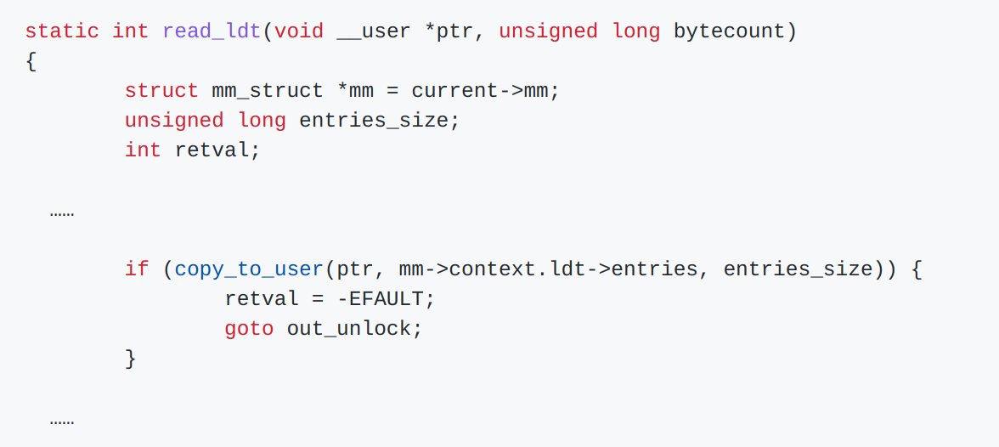 static int read_ldt(void __user *ptr, unsigned long bytecount)
{
        struct mm_struct *mm = current->mm;
        unsigned long entries_size;
        int retval;
  ……
        if (copy_to_user(ptr, mm->context.ldt->entries, entries_size)) {
                retval = -EFAULT;
                goto out_unlock;
        }
  ……